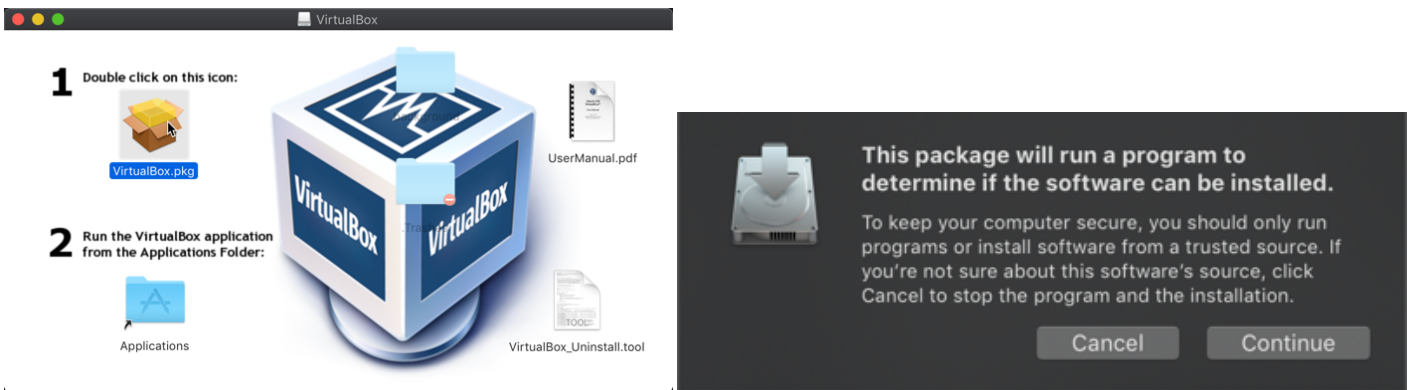 VirtualBox
1 Double click on this icon:
VirtualBox.pkg
2 Run the VirtualBox application
from the Applications Folder:
Applications
VirtualBox
VirtualBox
.Trashes
UserManual.pdf
TOOL
VirtualBox_Uninstall.tool
This package will run a program to
determine if the software can be installed.
To keep your computer secure, you should only run
programs or install software from a trusted source. If
you’re not sure about this software’s source, click
Cancel to stop the program and the installation.
Cancel
Continue